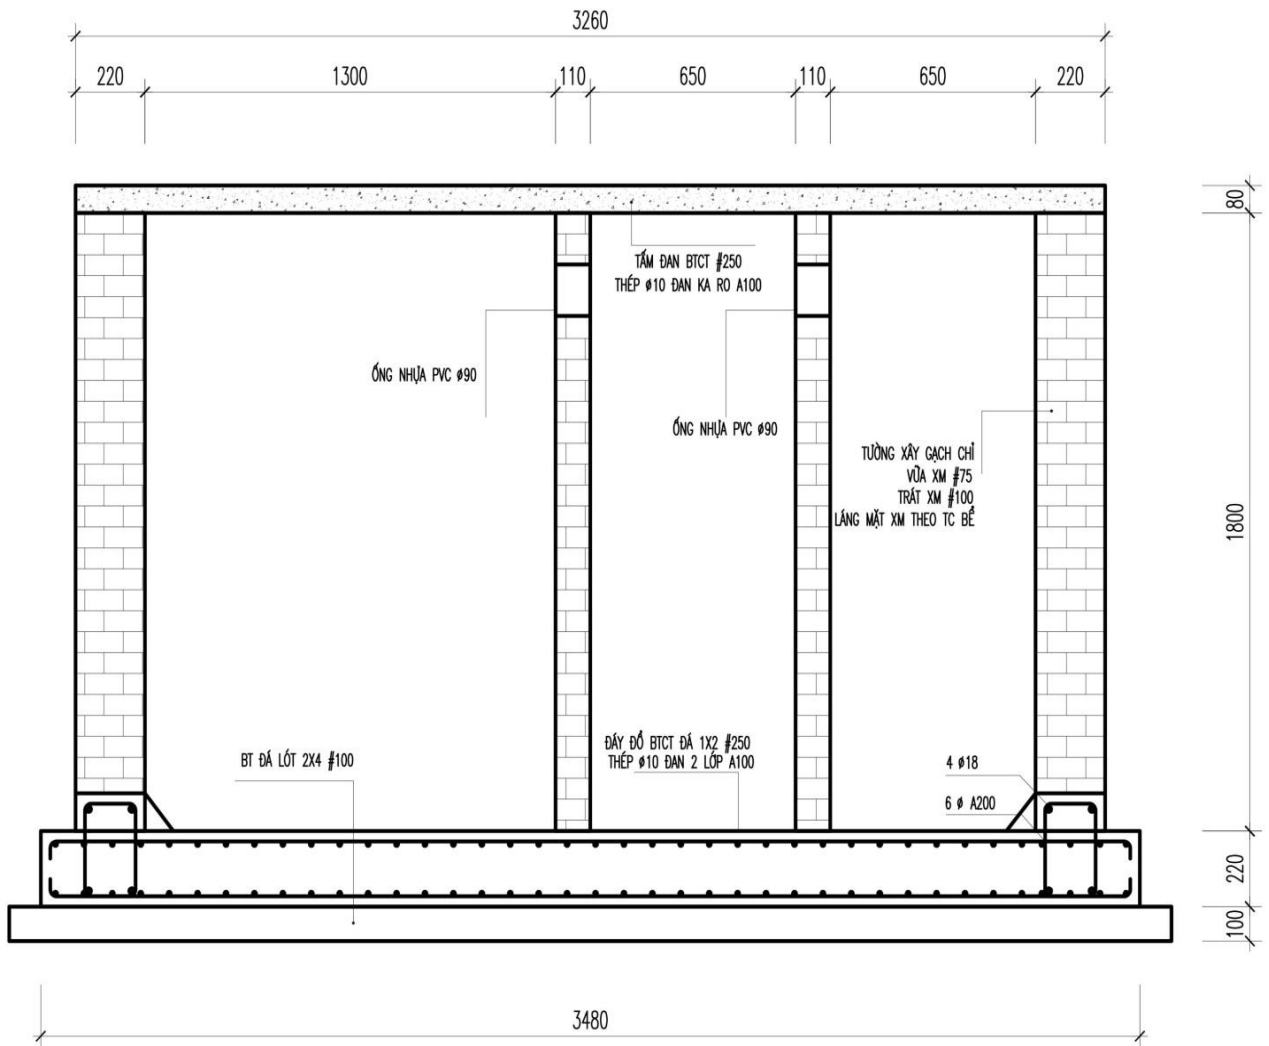 3260
220
1300
110
650
110
650
220
80
TẤM ĐAN BTCT #250
THÉP ø10 ĐAN KA RO A100
ỐNG NHỰA PVC ø90
ỐNG NHỰA PVC ø90
TƯỜNG XÂY GẠCH CHỈ
VỮA XM #75
TRÁT XM #100
LÁNG MẶT XM THEO TC BỂ
1800
BT ĐÁ LÓT 2X4 #100
ĐÁY ĐỔ BTCT ĐÁ 1X2 #250
THÉP ø10 ĐAN 2 LỚP A100
4 ø18
6 ø A200
220
100
3480